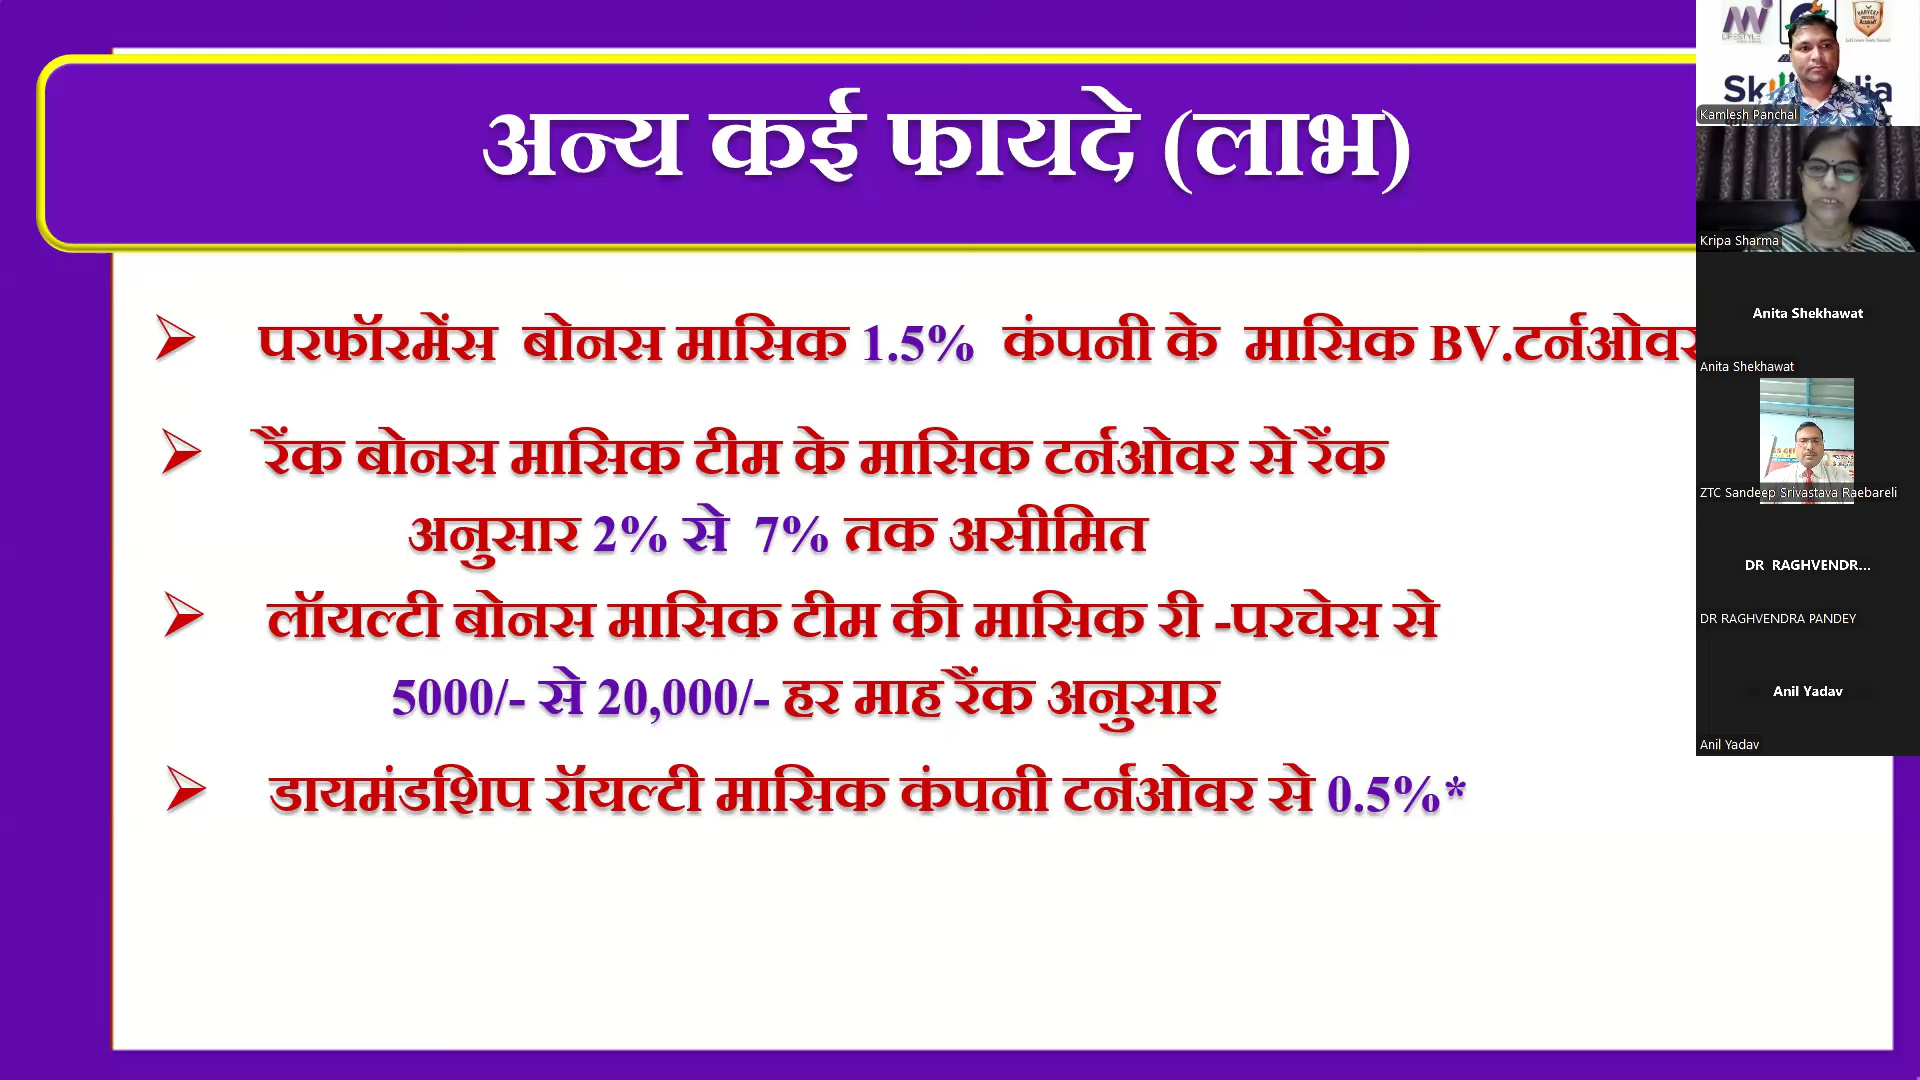 अन्य कई फायदे (लाभ)
परफॉरमेंस बोनस मासिक 1.5% कंपनी के मासिक BV.टर्नओवर
रैंक बोनस मासिक टीम के मासिक टर्नओवर से रैंक
अनुसार 2% से 7% तक असीमित
लॉयल्टी बोनस मासिक टीम की मासिक री -परचेस से
5000/- से 20,000/- हर माह रैंक अनुसार
डायमंडशिप रॉयल्टी मासिक कंपनी टर्नओवर से 0.5%*
Kamlesh Panchal
Kripa Sharma
Anita Shekhawat
Anita Shekhawat
ZTC Sandeep Srivastava Raebareli
DR RAGHVENDR...
DR RAGHVENDRA PANDEY
Anil Yadav
Anil Yadav